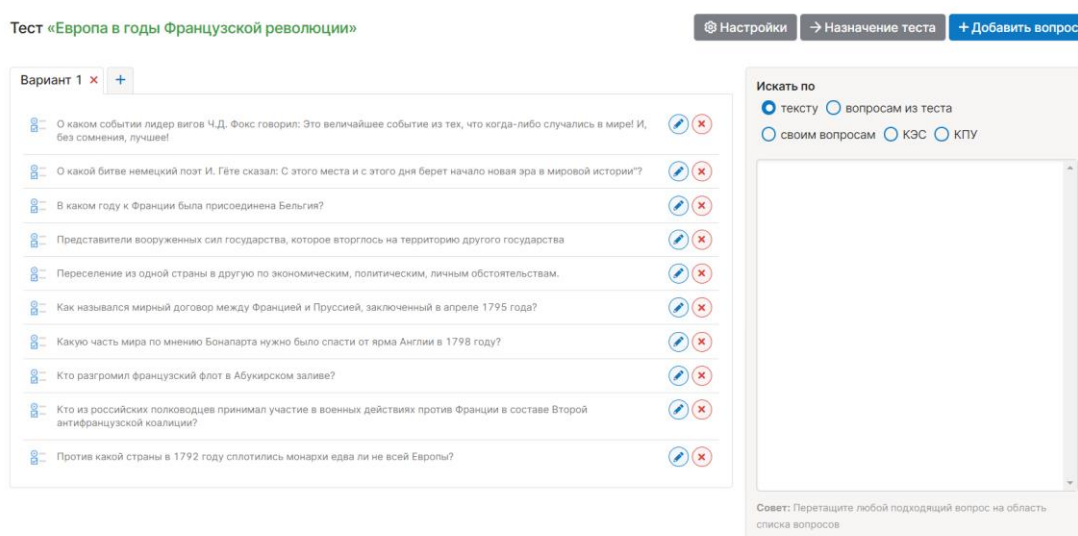 Тест «Европа в годы Французской революции»
Настройки
→ Назначение теста
+ Добавить вопрос
Вариант 1 × +
О каком событии лидер вигов Ч.Д. Фокс говорил: Это величайшее событие из тех, что когда-либо случались в мире! И,
без сомнения, лучшее!
О какой битве немецкий поэт И. Гёте сказал: С этого места и с этого дня берет начало новая эра в мировой истории"?
В каком году к Франции была присоединена Бельгия?
Представители вооруженных сил государства, которое вторглось на территорию другого государства
Переселение из одной страны в другую по экономическим, политическим, личным обстоятельствам.
Как назывался мирный договор между Францией и Пруссией, заключенный в апреле 1795 года?
Какую часть мира по мнению Бонапарта нужно было спасти от ярма Англии в 1798 году?
Кто разгромил французский флот в Абукирском заливе?
Кто из российских полководцев принимал участие в военных действиях против Франции в составе Второй
антифранцузской коалиции?
Против какой страны в 1792 году сплотились монархи едва ли не всей Европы?
Искать по
тексту вопросам из теста
своим вопросам КЭС КПУ
Совет: Перетащите любой подходящий вопрос на область
списка вопросов